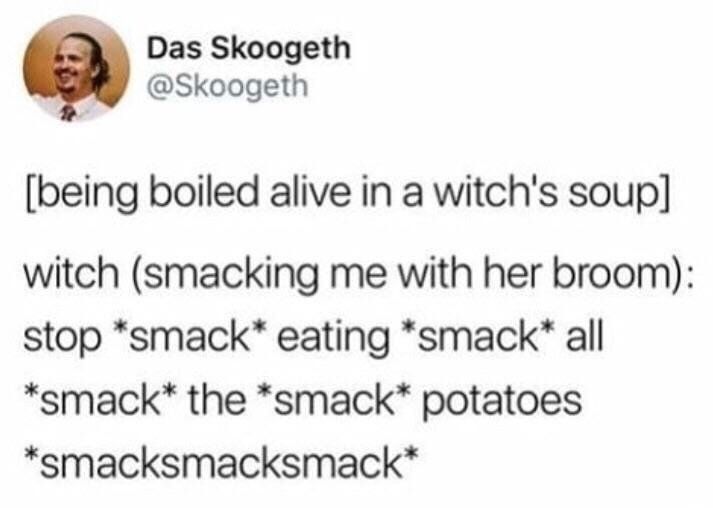 Das Skoogeth
@Skoogeth
[being boiled alive in a witch's soup]
witch (smacking me with her broom):
stop *smack* eating *smack* all
*smack* the *smack* potatoes
*smacksmacksmack*